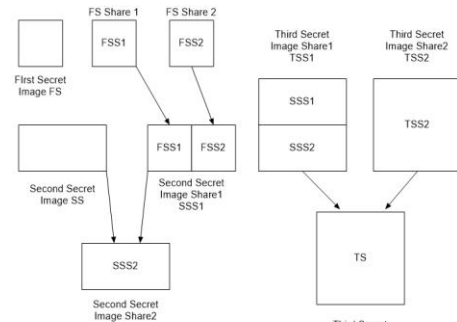 FS Share 1
FS Share 2
FSS1
FSS2
FIrst Secret
Image FS
Third Secret
Image Share1
TSS1
Third Secret
Image Share2
TSS2
SSS1
SSS2
TSS2
FSS1
FSS2
Second Secret
Image SS
Second Secret
Image Share1
SSS1
SSS2
TS
Second Secret
Image Share2
Third Secret